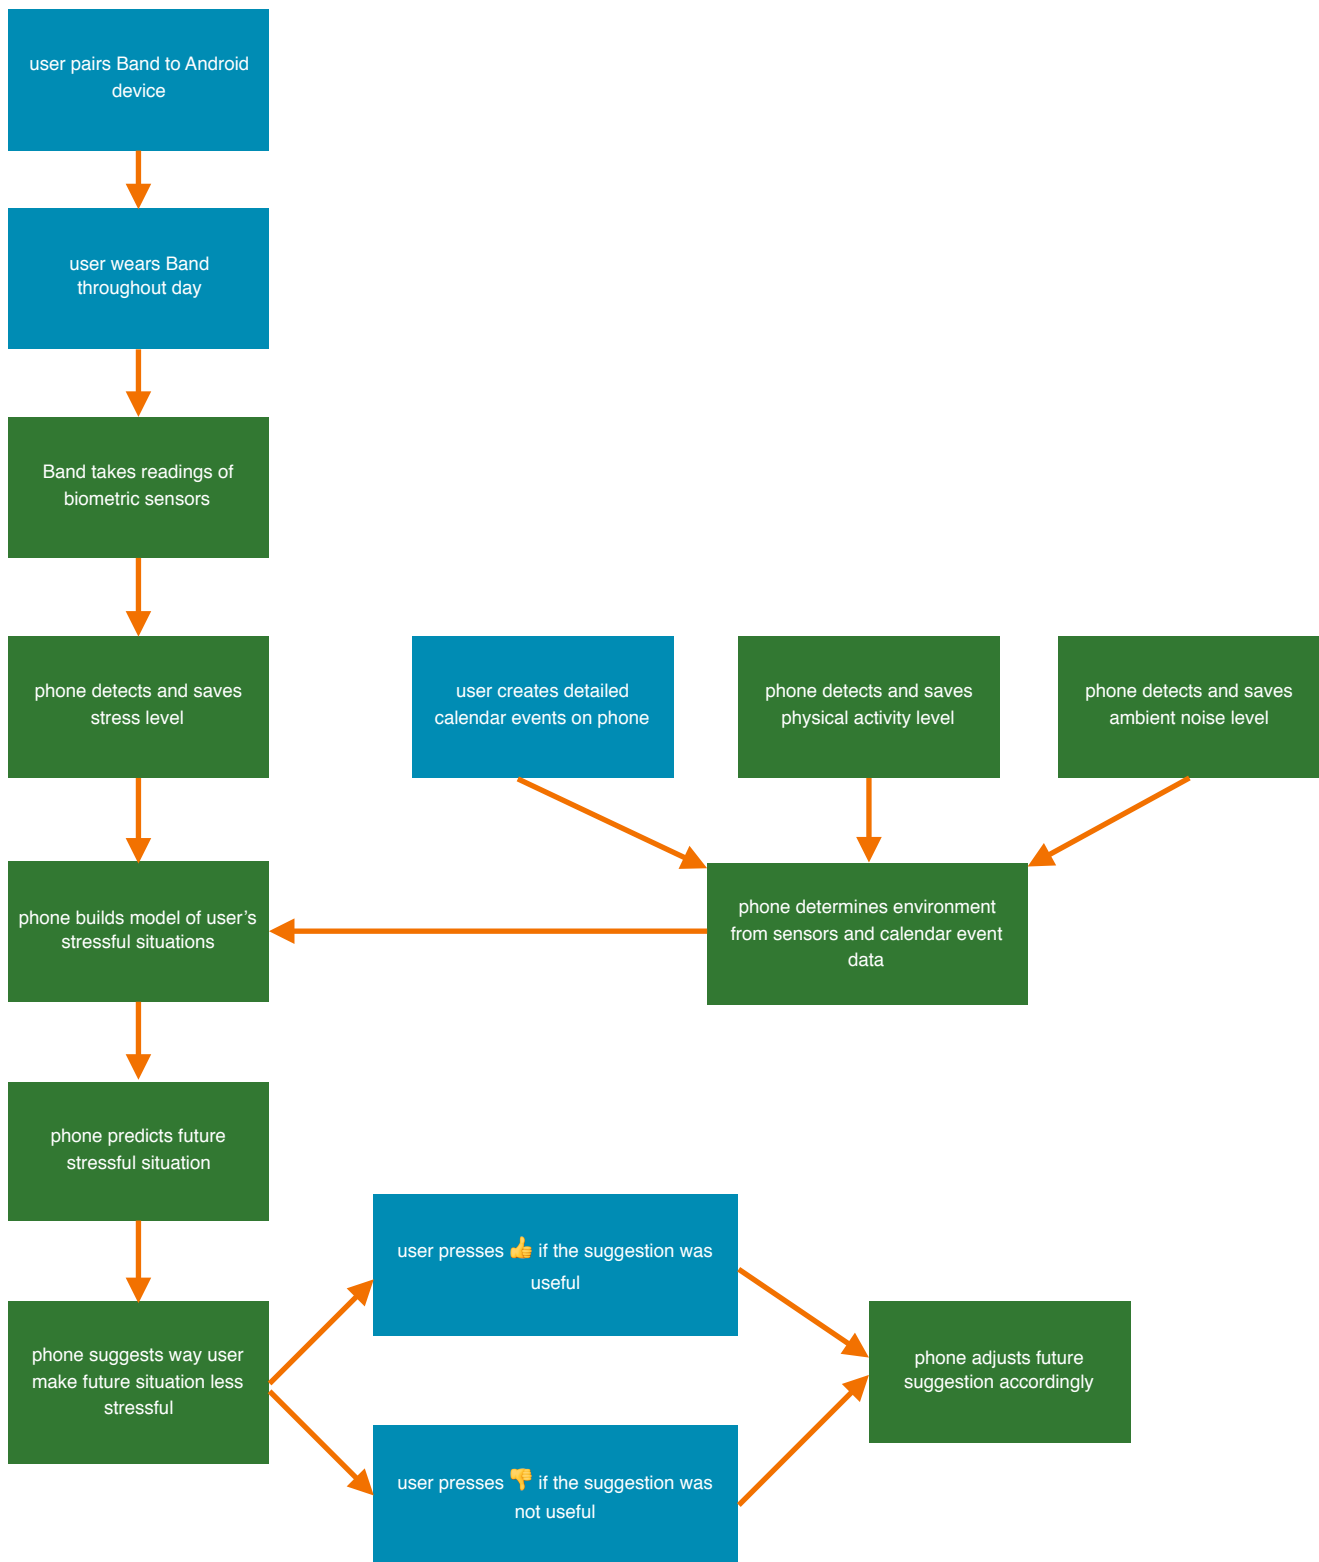 user pairs Band to Android
device
user wears Band
throughout day
Band takes readings of
biometric sensors
phone detects and saves
stress level
user creates detailed
calendar events on phone
phone detects and saves
physical activity level
phone detects and saves
ambient noise level
phone builds model of user’s
stressful situations
phone determines environment
from sensors and calendar event
data
phone predicts future
stressful situation
phone suggests way user
make future situation less
stressful
user presses 👍 if the suggestion was
useful
user presses 👎 if the suggestion was
not useful
phone adjusts future
suggestion accordingly